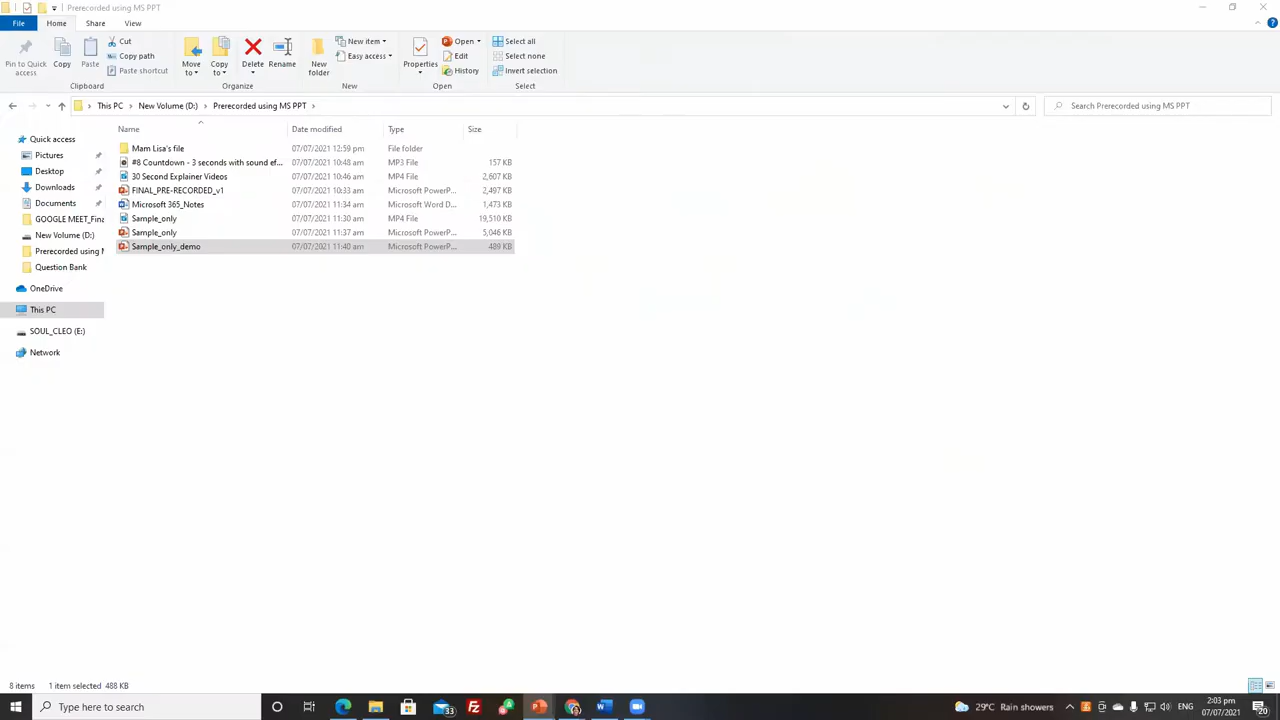 Prerecorded using MS PPT
File Home Share View
Pin to Quick access
Copy
Paste
Cut
Copy path
Paste shortcut
Clipboard
Move to
Copy to
Delete
Rename
Organize
New folder
New item
Easy access
New
Properties
Open
Edit
History
Open
Select all
Select none
Invert selection
Select
This PC New Volume (D:) Prerecorded using MS PPT
Search Prerecorded using MS PPT
Name Date modified Type Size
Mam Lisa's file 07/07/2021 12:59 pm File folder
#8 Countdown - 3 seconds with sound ef... 07/07/2021 10:48 am MP3 File 157 KB
30 Second Explainer Videos 07/07/2021 10:46 am MP4 File 2,607 KB
FINAL_PRE-RECORDED_v1 07/07/2021 10:33 am Microsoft PowerP... 2,497 KB
Microsoft 365_Notes 07/07/2021 11:34 am Microsoft Word D... 1,473 KB
Sample_only 07/07/2021 11:30 am MP4 File 19,510 KB
Sample_only 07/07/2021 11:37 am Microsoft PowerP... 5,046 KB
Sample_only_demo 07/07/2021 11:40 am Microsoft PowerP... 489 KB
Quick access
Pictures
Desktop
Downloads
Documents
GOOGLE MEET_Fina
New Volume (D:)
Prerecorded using M
Question Bank
OneDrive
This PC
SOUL_CLEO (E:)
Network
8 items 1 item selected 488 KB
Type here to search
33
29°C Rain showers
2:03 pm
07/07/2021
20